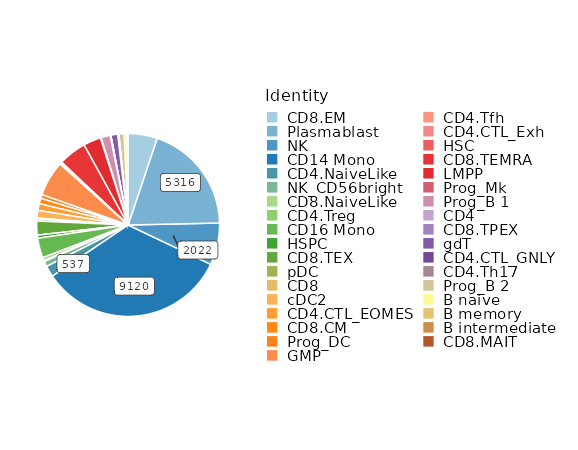 Identity
CD8.EM
Plasmablast
NK
CD14 Mono
CD4.NaiveLike
NK_CD56bright
CD8.NaiveLike
CD4.Treg
CD16 Mono
HSPC
CD8.TEX
pDC
CD8
cDC2
CD4.CTL_EOMES
CD8.CM
Prog_DC
GMP
CD4.Tfh
CD4.CTL_Exh
HSC
CD8.TEMRA
LMPP
Prog_Mk
Prog_B 1
CD4
CD8.TPEX
gdT
CD4.CTL_GNLY
CD4.Th17
Prog_B 2
B naive
B memory
B intermediate
CD8.MAIT
5316
2022
537
9120